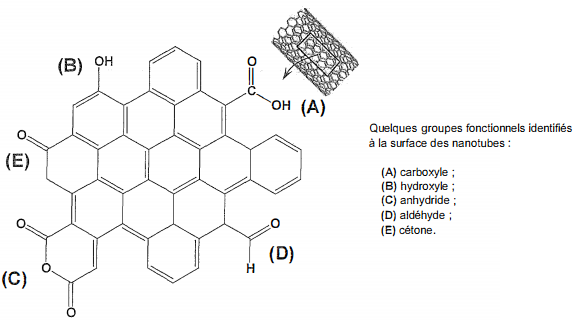 OH
(B)
O
C
OH
(A)
O
(E)
O
O
(C)
O
O
(D)
H
Quelques groupes fonctionnels identifiés
à la surface des nanotubes :
(A) carboxyle ;
(B) hydroxyle ;
(C) anhydride ;
(D) aldéhyde ;
(E) cétone.